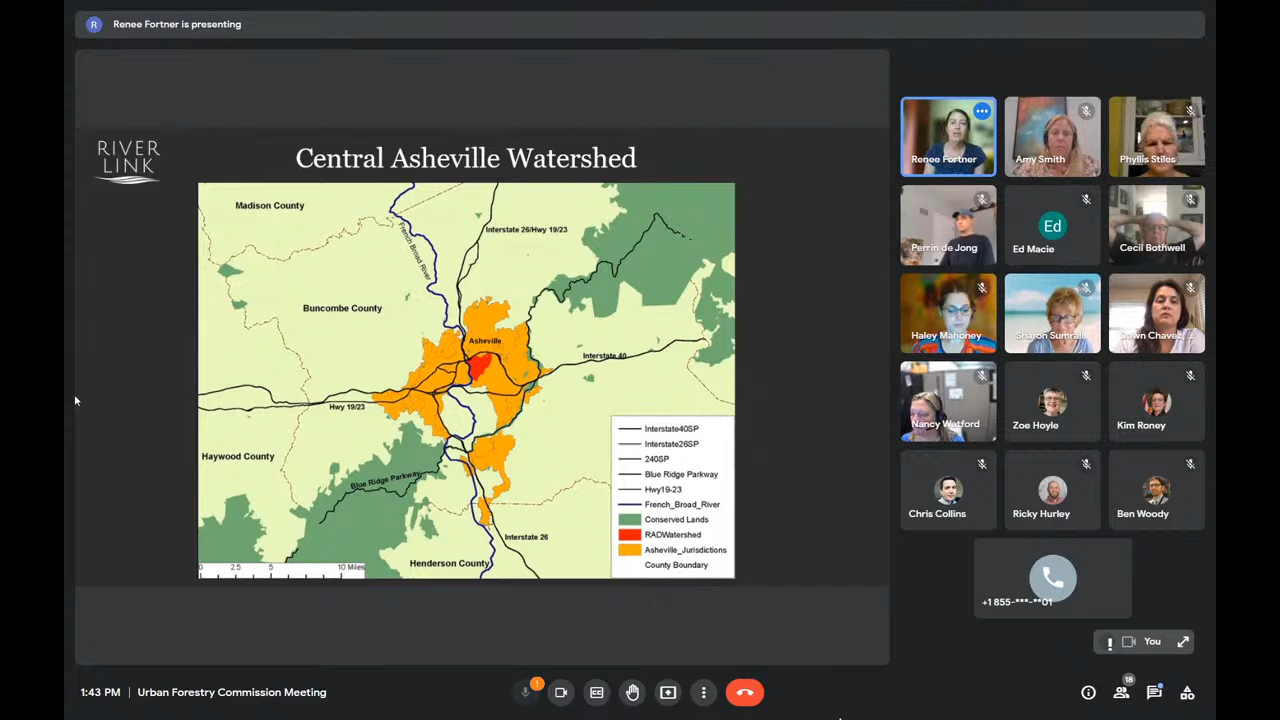 R Renee Fortner is presenting
RIVER
LINK
Central Asheville Watershed
Madison County
Interstate 26/Hwy 19/23
French Broad River
Buncombe County
Asheville
Interstate 40
Hwy 19/23
Haywood County
Blue Ridge Parkway
Interstate 26
Henderson County
0 2.5 5 10 Miles
Interstate40SP
Interstate26SP
240SP
Blue Ridge Parkway
Hwy19-23
French_Broad_River
Conserved Lands
RADWatershed
Asheville_Jurisdictions
County Boundary
Renee Fortner
Amy Smith
Phyllis Stiles
Perrin de Jong
Ed
Ed Macie
Cecil Bothwell
Haley Mahoney
Sharon Sumral...
Dawn Chavez, ...
Nancy Watford
Zoe Hoyle
Kim Roney
Chris Collins
Ricky Hurley
Ben Woody
+1 855-***-**01
You
1:43 PM | Urban Forestry Commission Meeting
18